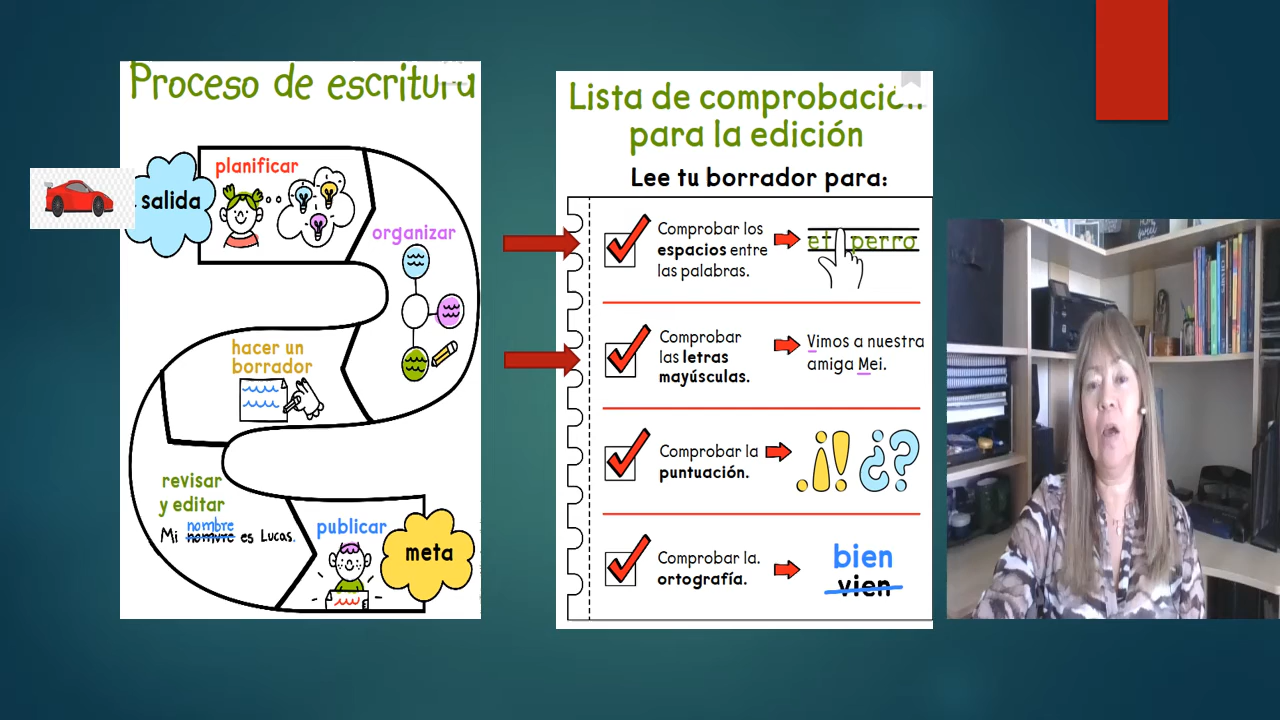 Proceso de escritura
salida
planificar
organizar
hacer un
borrador
revisar
y editar
nombre
Mi nomvre es Lucas.
publicar
meta
Lista de comprobación
para la edición
Lee tu borrador para:
Comprobar los
espacios entre
las palabras.
el perro
Comprobar
las letras
mayúsculas.
Vimos a nuestra
amiga Mei.
Comprobar la
puntuación.
¡! ¿?
Comprobar la.
ortografía.
bien
vien
sweet